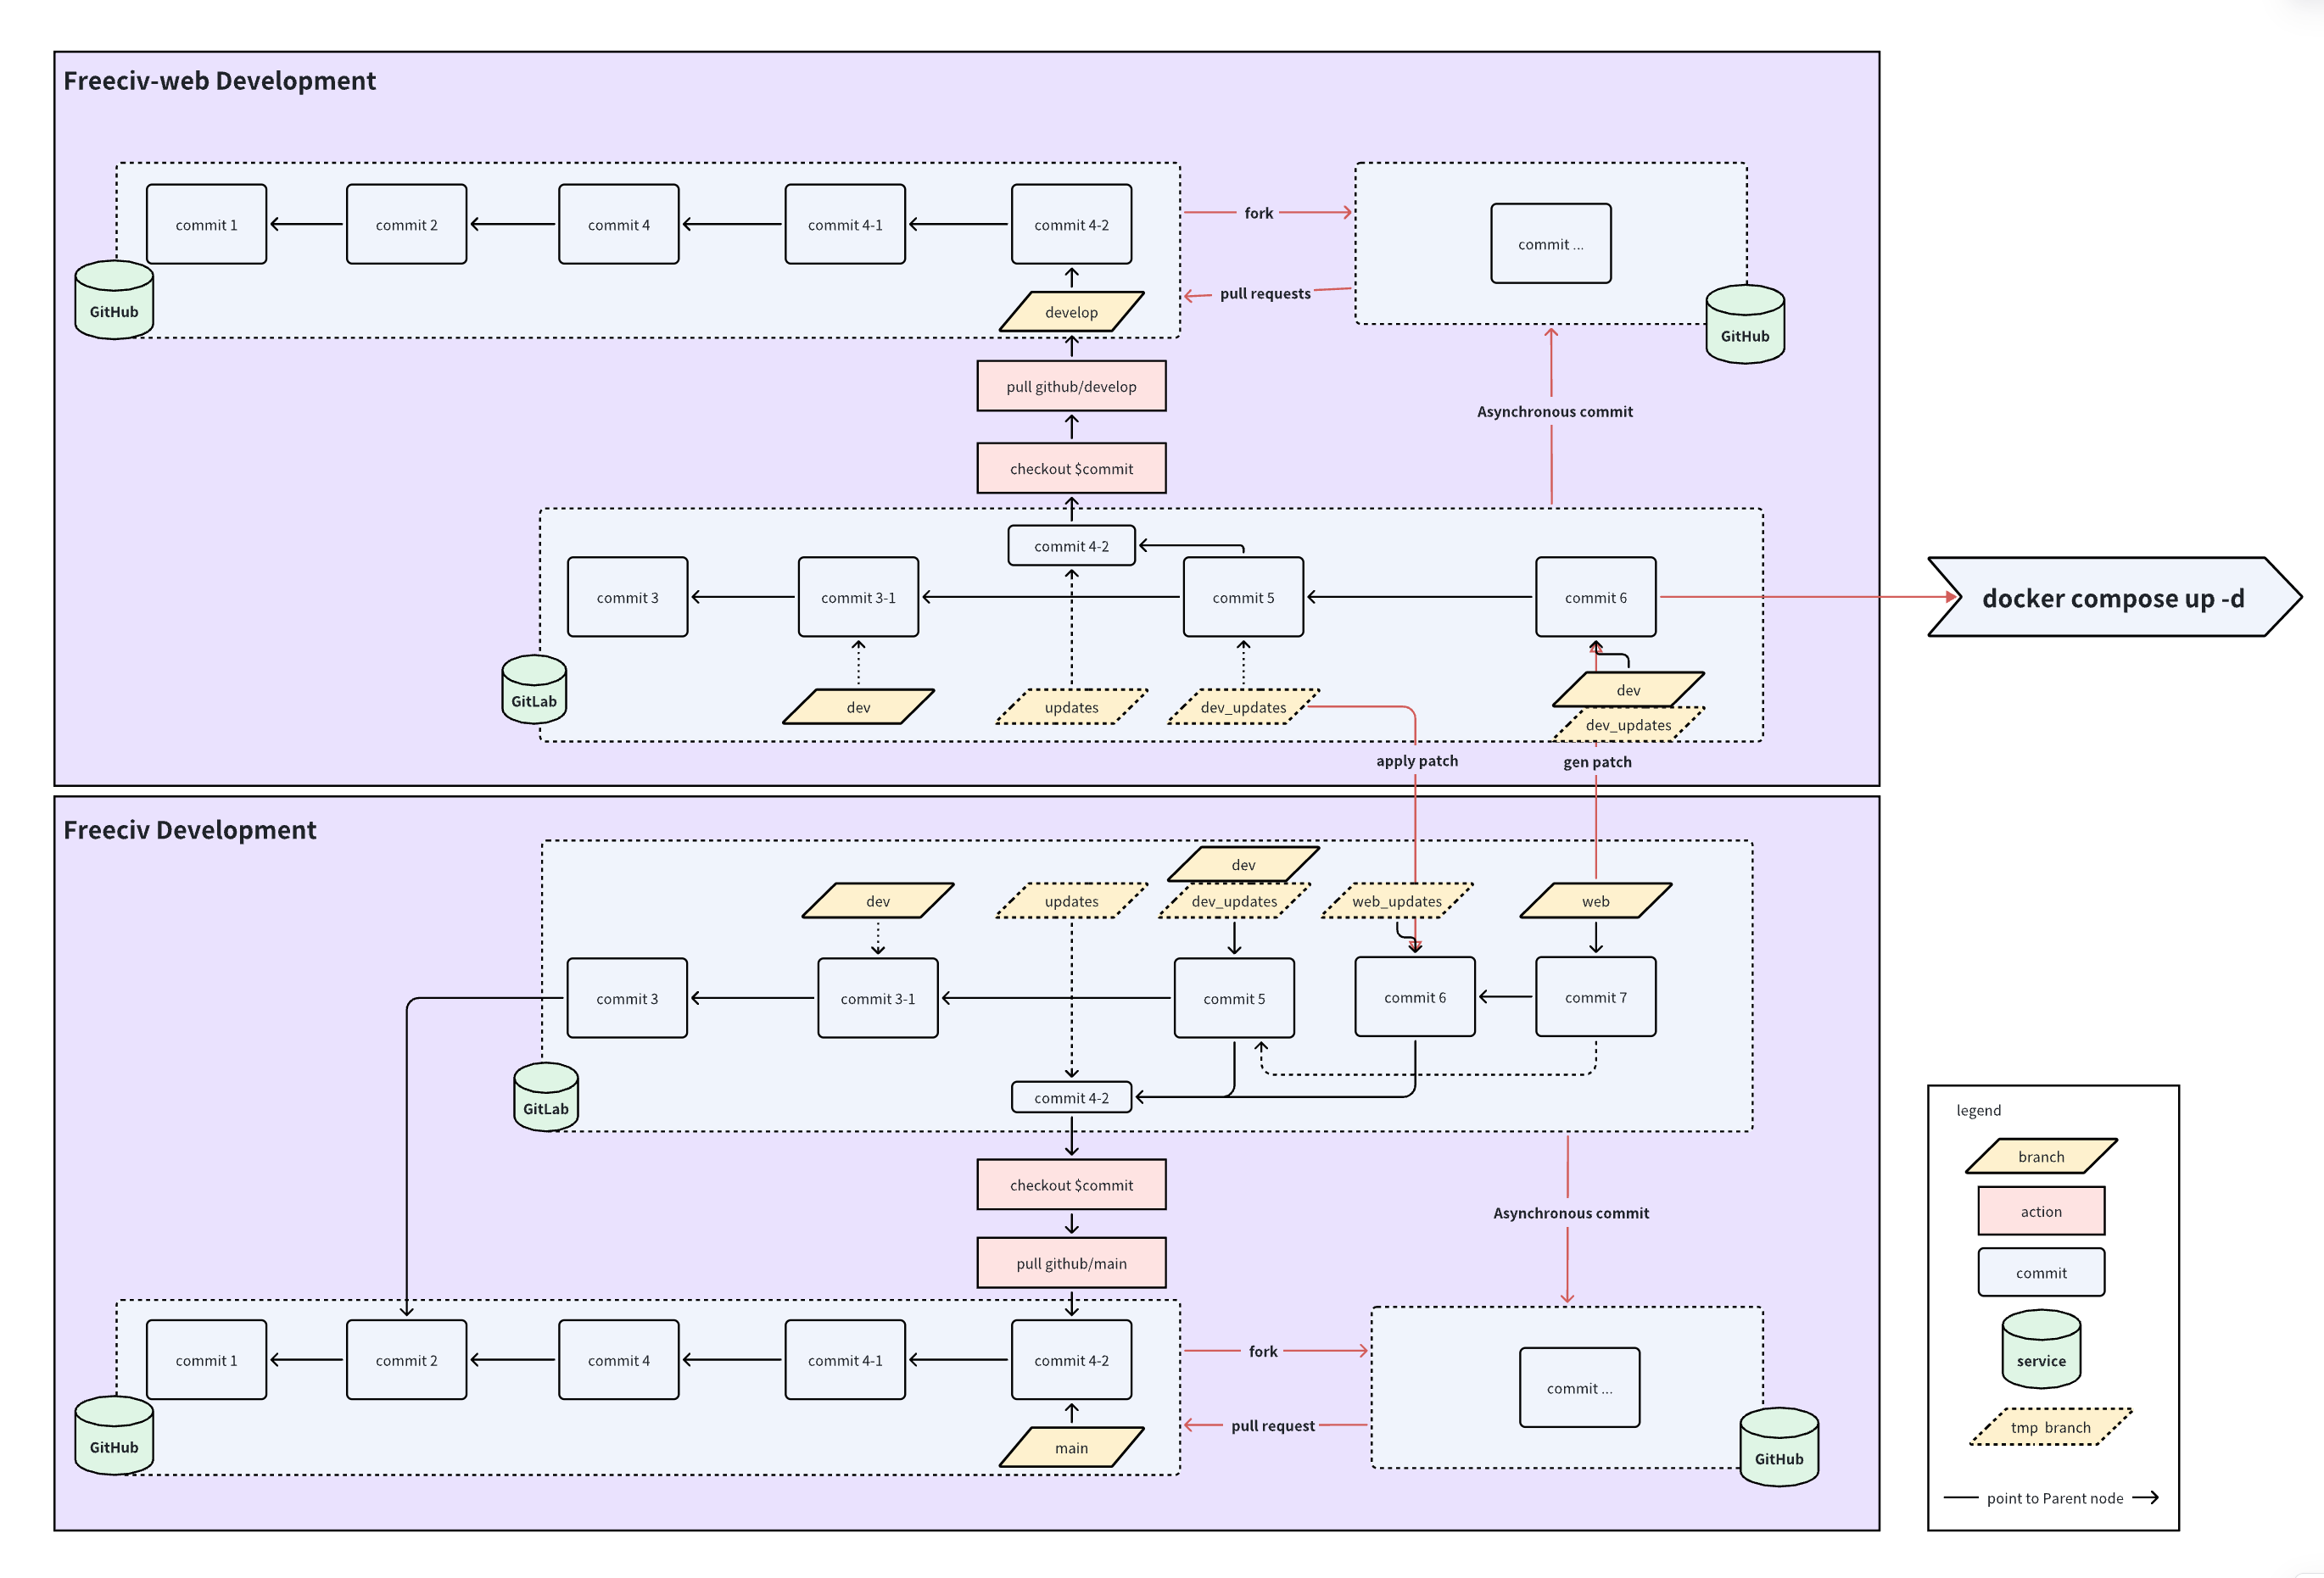 Freeciv-web Development
commit 1
commit 2
commit 4
commit 4-1
commit 4-2
develop
GitHub
fork
pull requests
commit ...
GitHub
pull github/develop
checkout $commit
Asynchronous commit
commit 4-2
commit 3
commit 3-1
commit 5
commit 6
docker compose up -d
GitLab
dev
updates
dev_updates
dev
dev_updates
apply patch
gen patch
Freeciv Development
dev
dev
updates
dev_updates
web_updates
web
commit 3
commit 3-1
commit 5
commit 6
commit 7
commit 4-2
GitLab
checkout $commit
pull github/main
Asynchronous commit
commit 1
commit 2
commit 4
commit 4-1
commit 4-2
main
GitHub
fork
pull request
commit ...
GitHub
legend
branch
action
commit
service
tmp branch
point to Parent node